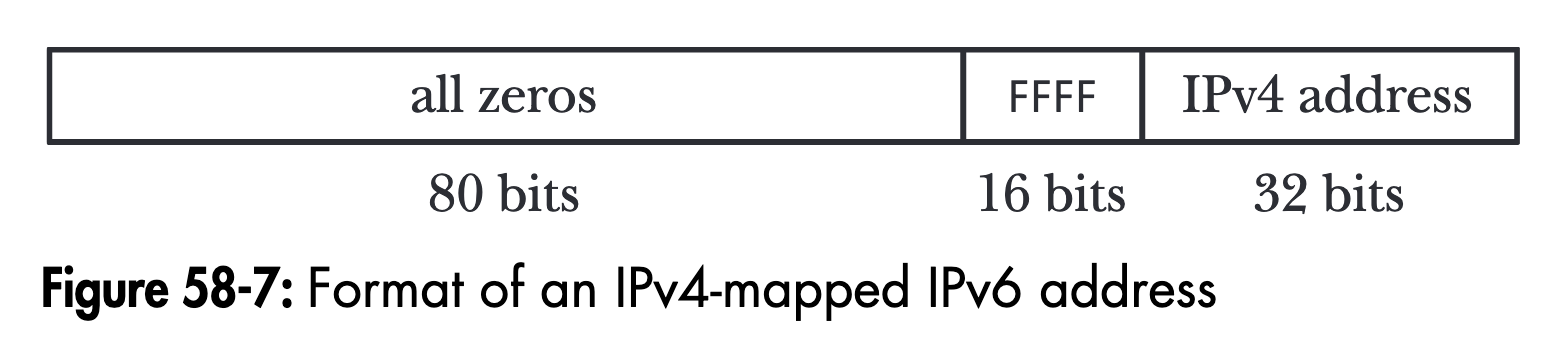 all zeros FFFF IPv4 address
80 bits 16 bits 32 bits
Figure 58-7: Format of an IPv4-mapped IPv6 address